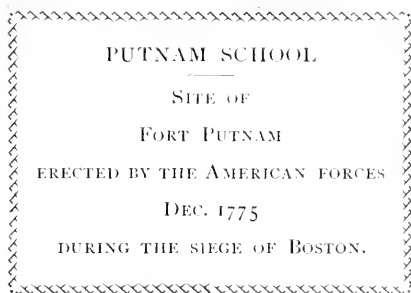 PUTNAM SCHOOL
SITE OF
FORT PUTNAM
ERECTED BY THE AMERICAN FORCES
DEC. 1775
DURING THE SIEGE OF BOSTON.